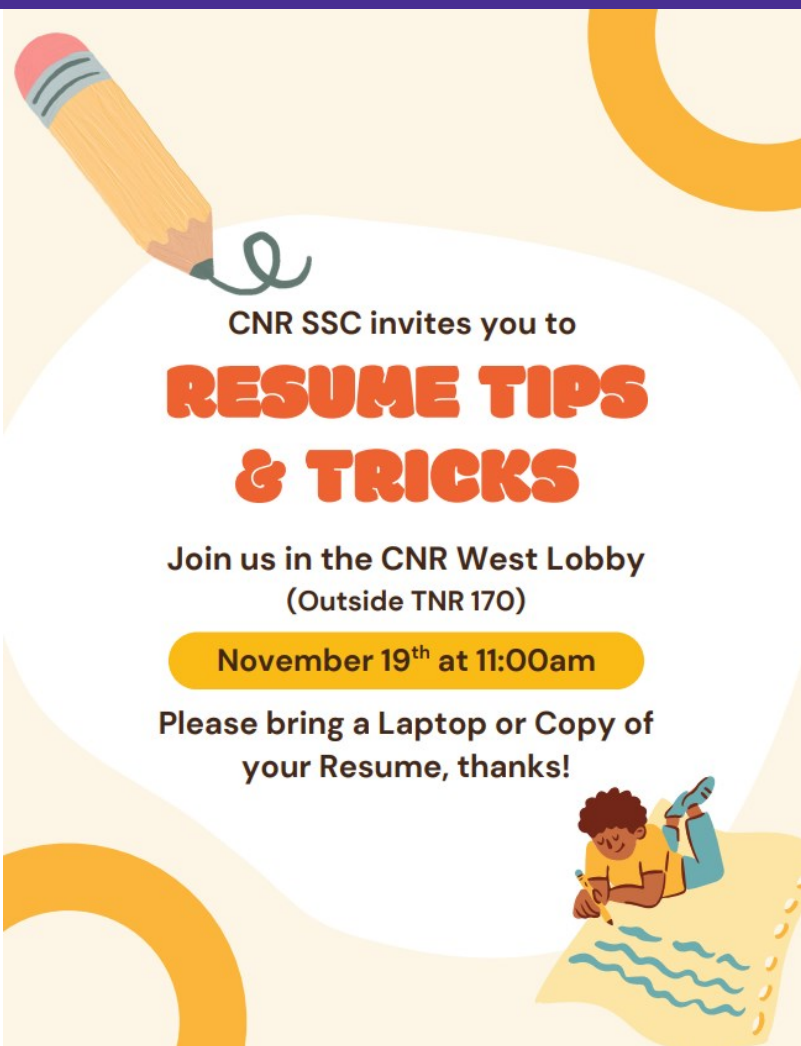 CNR SSC invites you to
RESUME TIPS
& TRICKS
Join us in the CNR West Lobby
(Outside TNR 170)
November 19th at 11:00am
Please bring a Laptop or Copy of
your Resume, thanks!